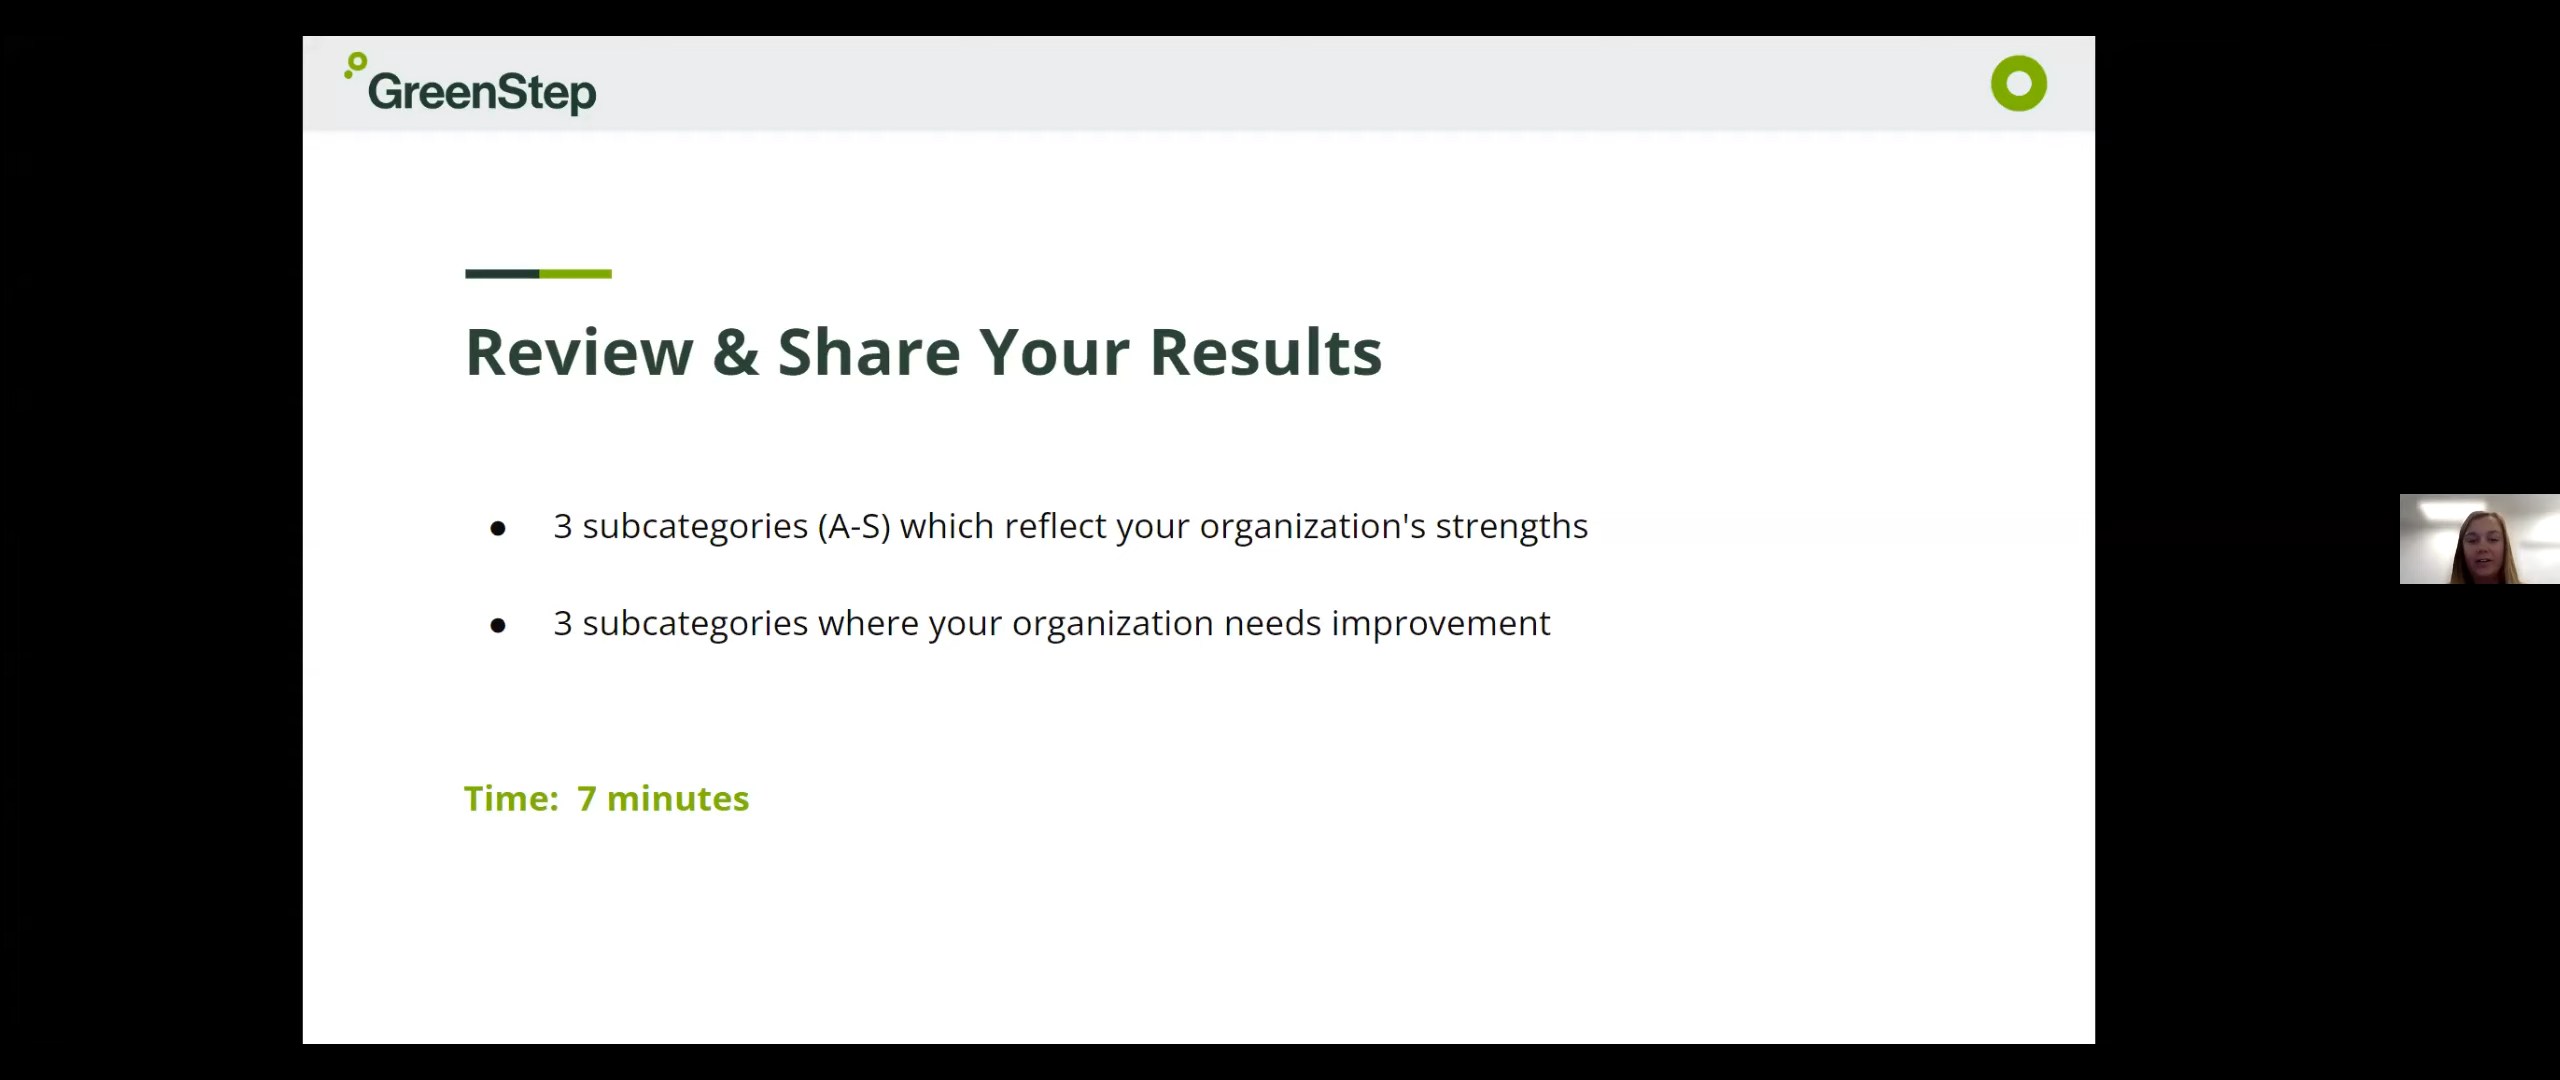 GreenStep
Review & Share Your Results
● 3 subcategories (A-S) which reflect your organization's strengths
● 3 subcategories where your organization needs improvement
Time: 7 minutes